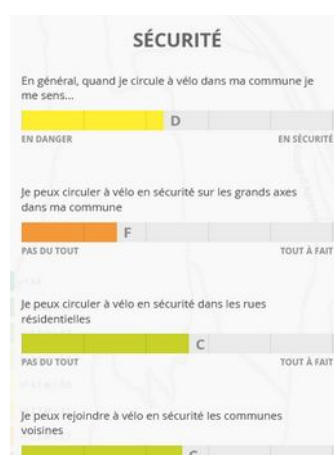 SÉCURITÉ
En général, quand je circule à vélo dans ma commune je
me sens...
D
EN DANGER EN SÉCURITÉ
Je peux circuler à vélo en sécurité sur les grands axes
dans ma commune
F
PAS DU TOUT TOUT À FAIT
Je peux circuler à vélo en sécurité dans les rues
résidentielles
C
PAS DU TOUT TOUT À FAIT
Je peux rejoindre à vélo en sécurité les communes
voisines